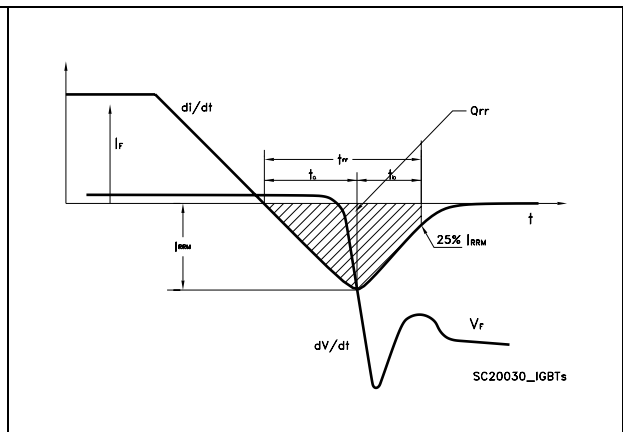 di/dt
Qrr
IF
trr
ta
tb
t
IRRM
25% IRRM
dV/dt
VF
SC20030_IGBTs